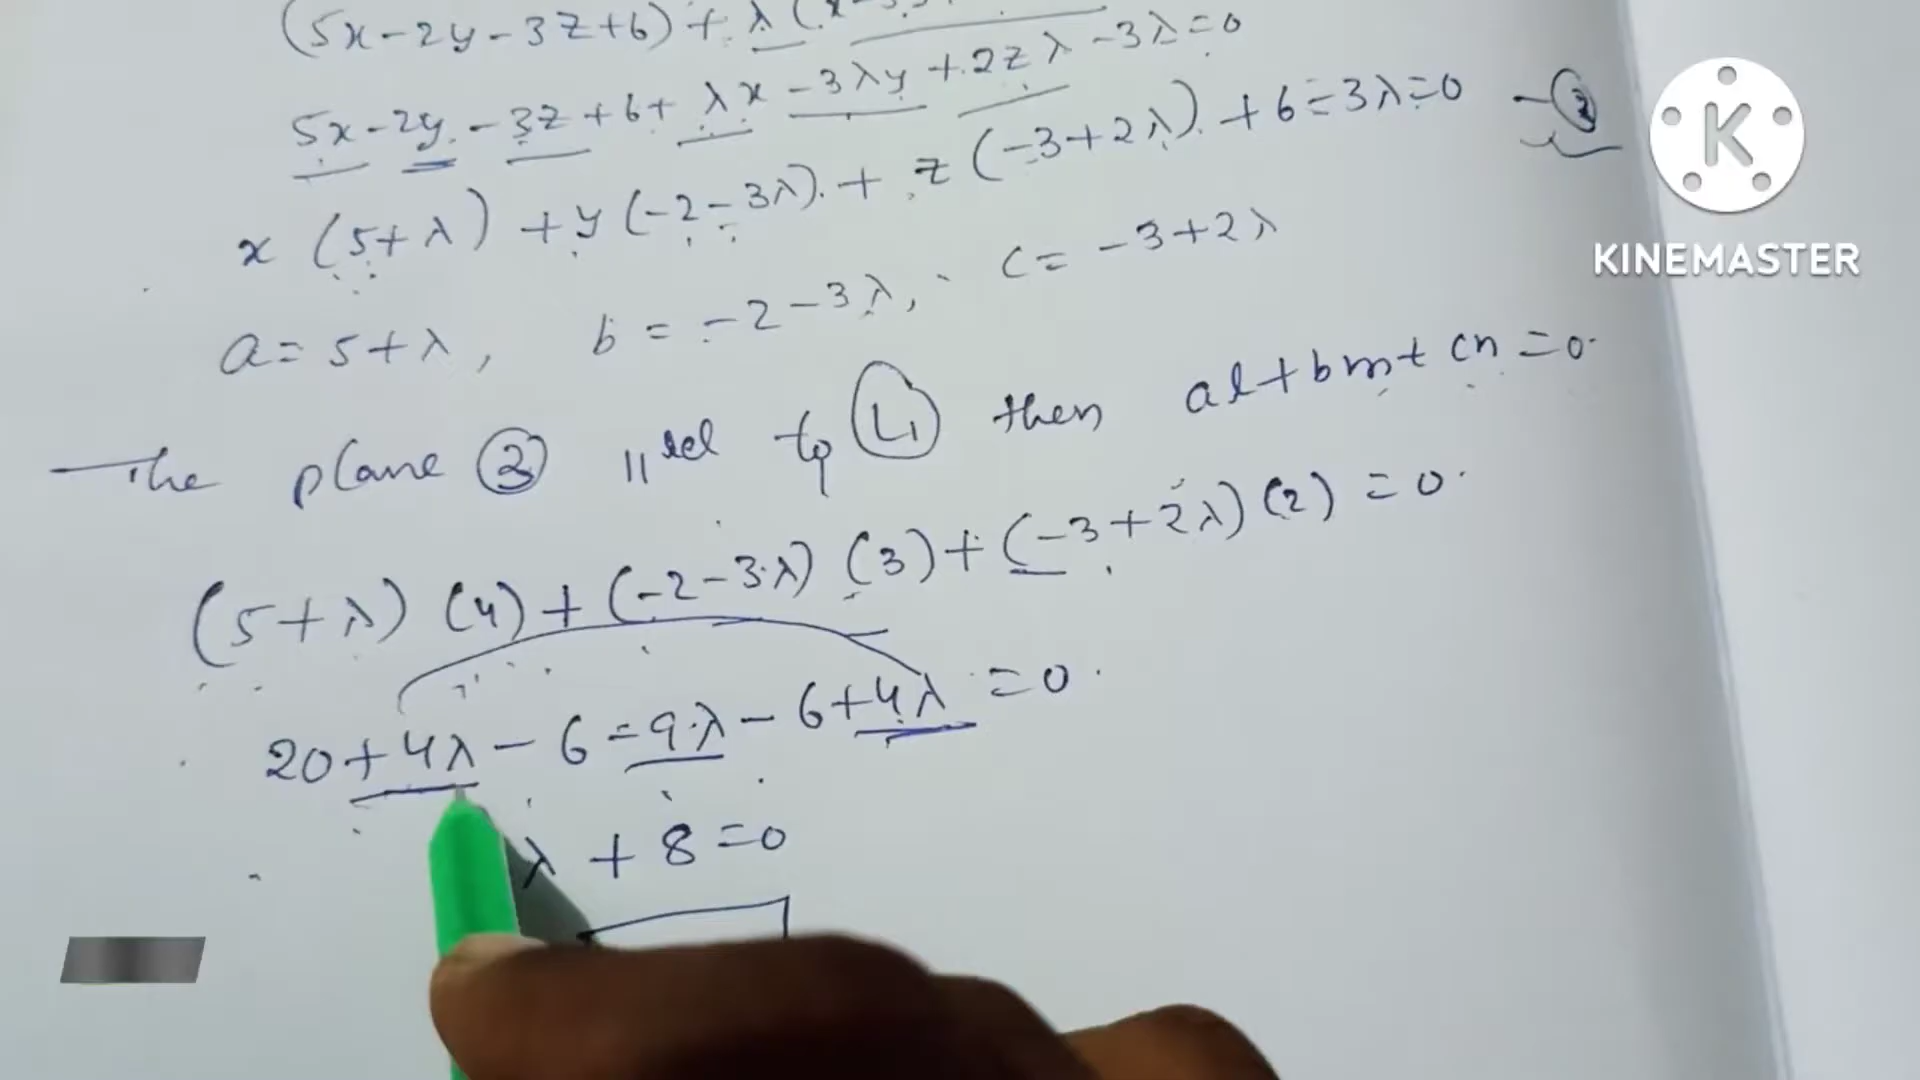 (5x-2y-3z+6)+λ(x-3
5x-2y-3z+6+λx-3λy+2zλ-3λ=0
x(5+λ)+y(-2-3λ)+z(-3+2λ)+6-3λ=0 -③
a=5+λ, b=-2-3λ, c=-3+2λ
The plane ③ ||lel to L₁ then al+bm+cn=0.
(5+λ)(4)+(-2-3λ)(3)+(-3+2λ)(2)=0.
20+4λ-6-9λ-6+4λ=0.
λ+8=0
K
KINEMASTER